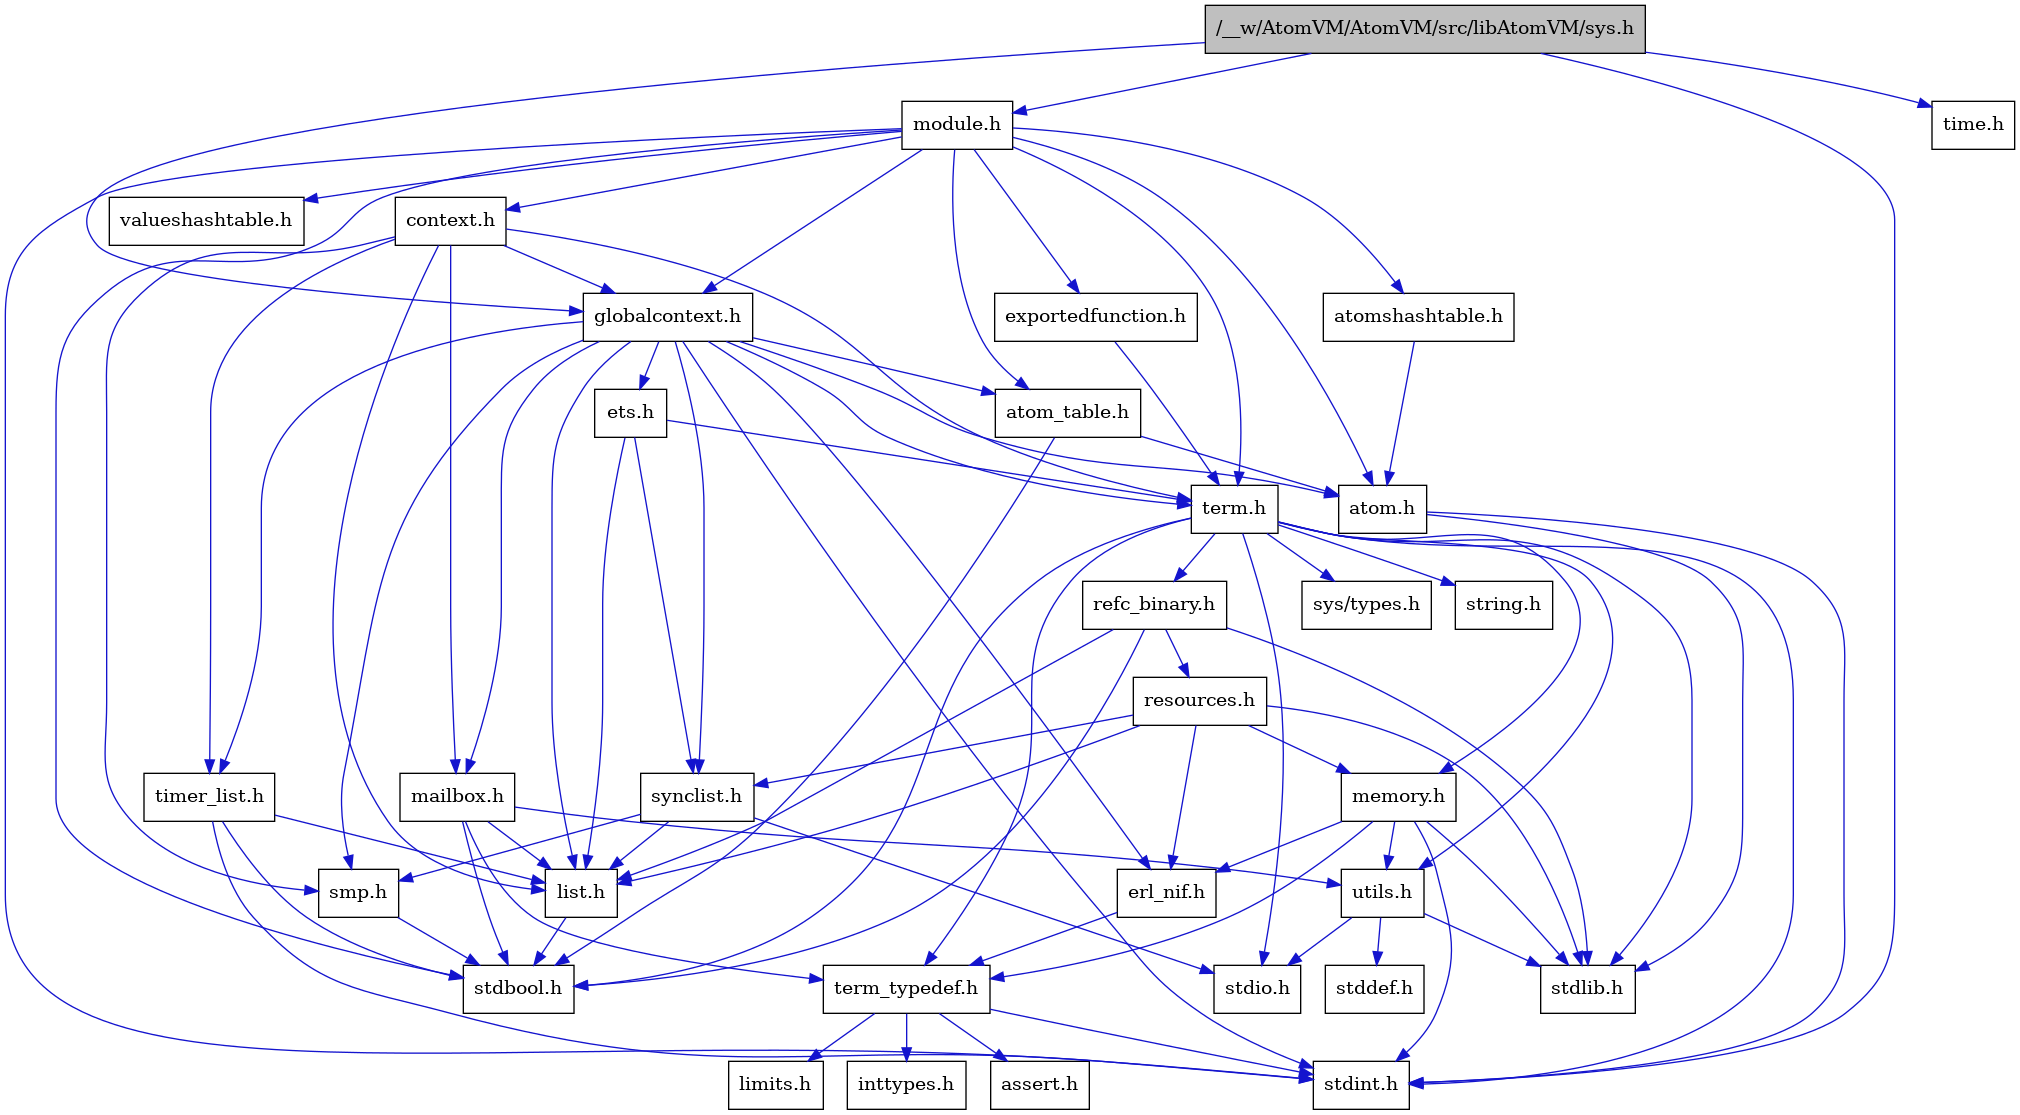 /__w/AtomVM/AtomVM/src/libAtomVM/sys.h
module.h
time.h
valueshashtable.h
context.h
globalcontext.h
exportedfunction.h
atomshashtable.h
ets.h
atom_table.h
term.h
atom.h
refc_binary.h
sys/types.h
string.h
resources.h
timer_list.h
mailbox.h
synclist.h
memory.h
smp.h
list.h
erl_nif.h
utils.h
stdbool.h
term_typedef.h
stdio.h
stddef.h
stdlib.h
limits.h
inttypes.h
assert.h
stdint.h